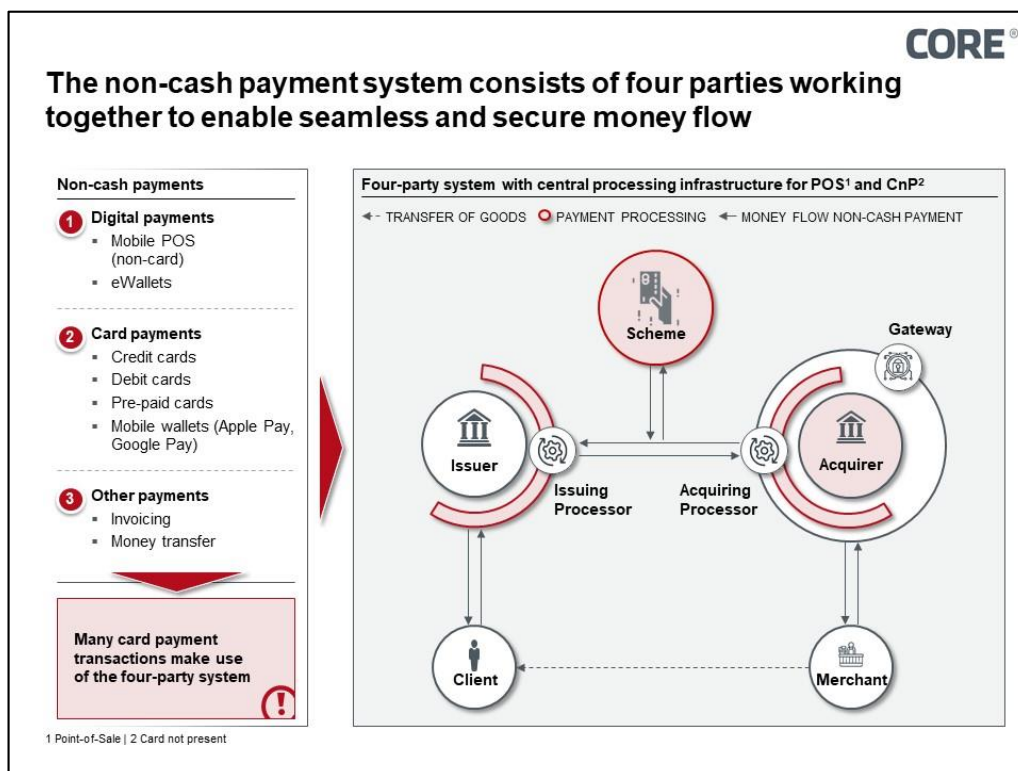 CORE®
The non-cash payment system consists of four parties working
together to enable seamless and secure money flow
Non-cash payments
1 Digital payments
▪ Mobile POS
(non-card)
▪ eWallets
2 Card payments
▪ Credit cards
▪ Debit cards
▪ Pre-paid cards
▪ Mobile wallets (Apple Pay,
Google Pay)
3 Other payments
▪ Invoicing
▪ Money transfer
Many card payment
transactions make use
of the four-party system
!
Four-party system with central processing infrastructure for POS¹ and CnP²
TRANSFER OF GOODS PAYMENT PROCESSING MONEY FLOW NON-CASH PAYMENT
Scheme
Gateway
Issuer
Acquirer
Issuing
Processor
Acquiring
Processor
Client
Merchant
1 Point-of-Sale | 2 Card not present